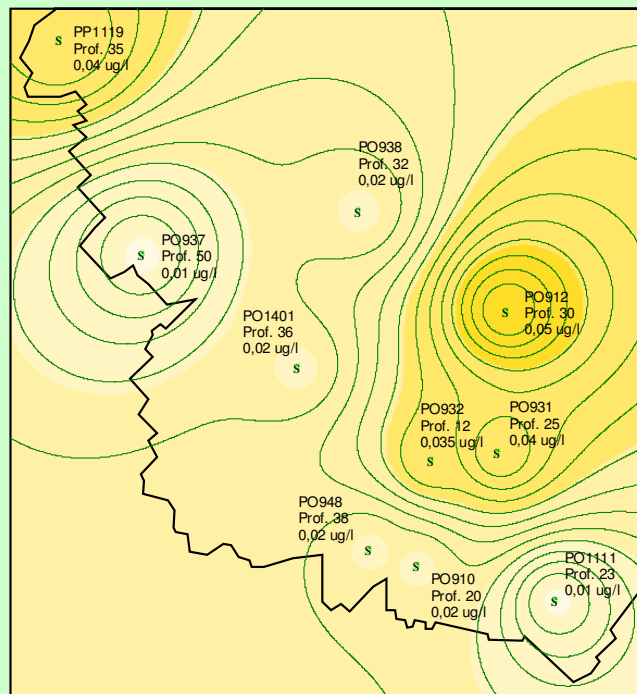 PP1119
Prof. 35
0,04 ug/l
S
PO938
Prof. 32
0,02 ug/l
S
PO937
Prof. 50
0,01 ug/l
S
PO912
Prof. 30
0,05 ug/l
S
PO1401
Prof. 36
0,02 ug/l
S
PO932
Prof. 12
0,035 ug/l
S
PO931
Prof. 25
0,04 ug/l
S
PO948
Prof. 38
0,02 ug/l
S
PO910
Prof. 20
0,02 ug/l
S
PO1111
Prof. 23
0,01 ug/l
S